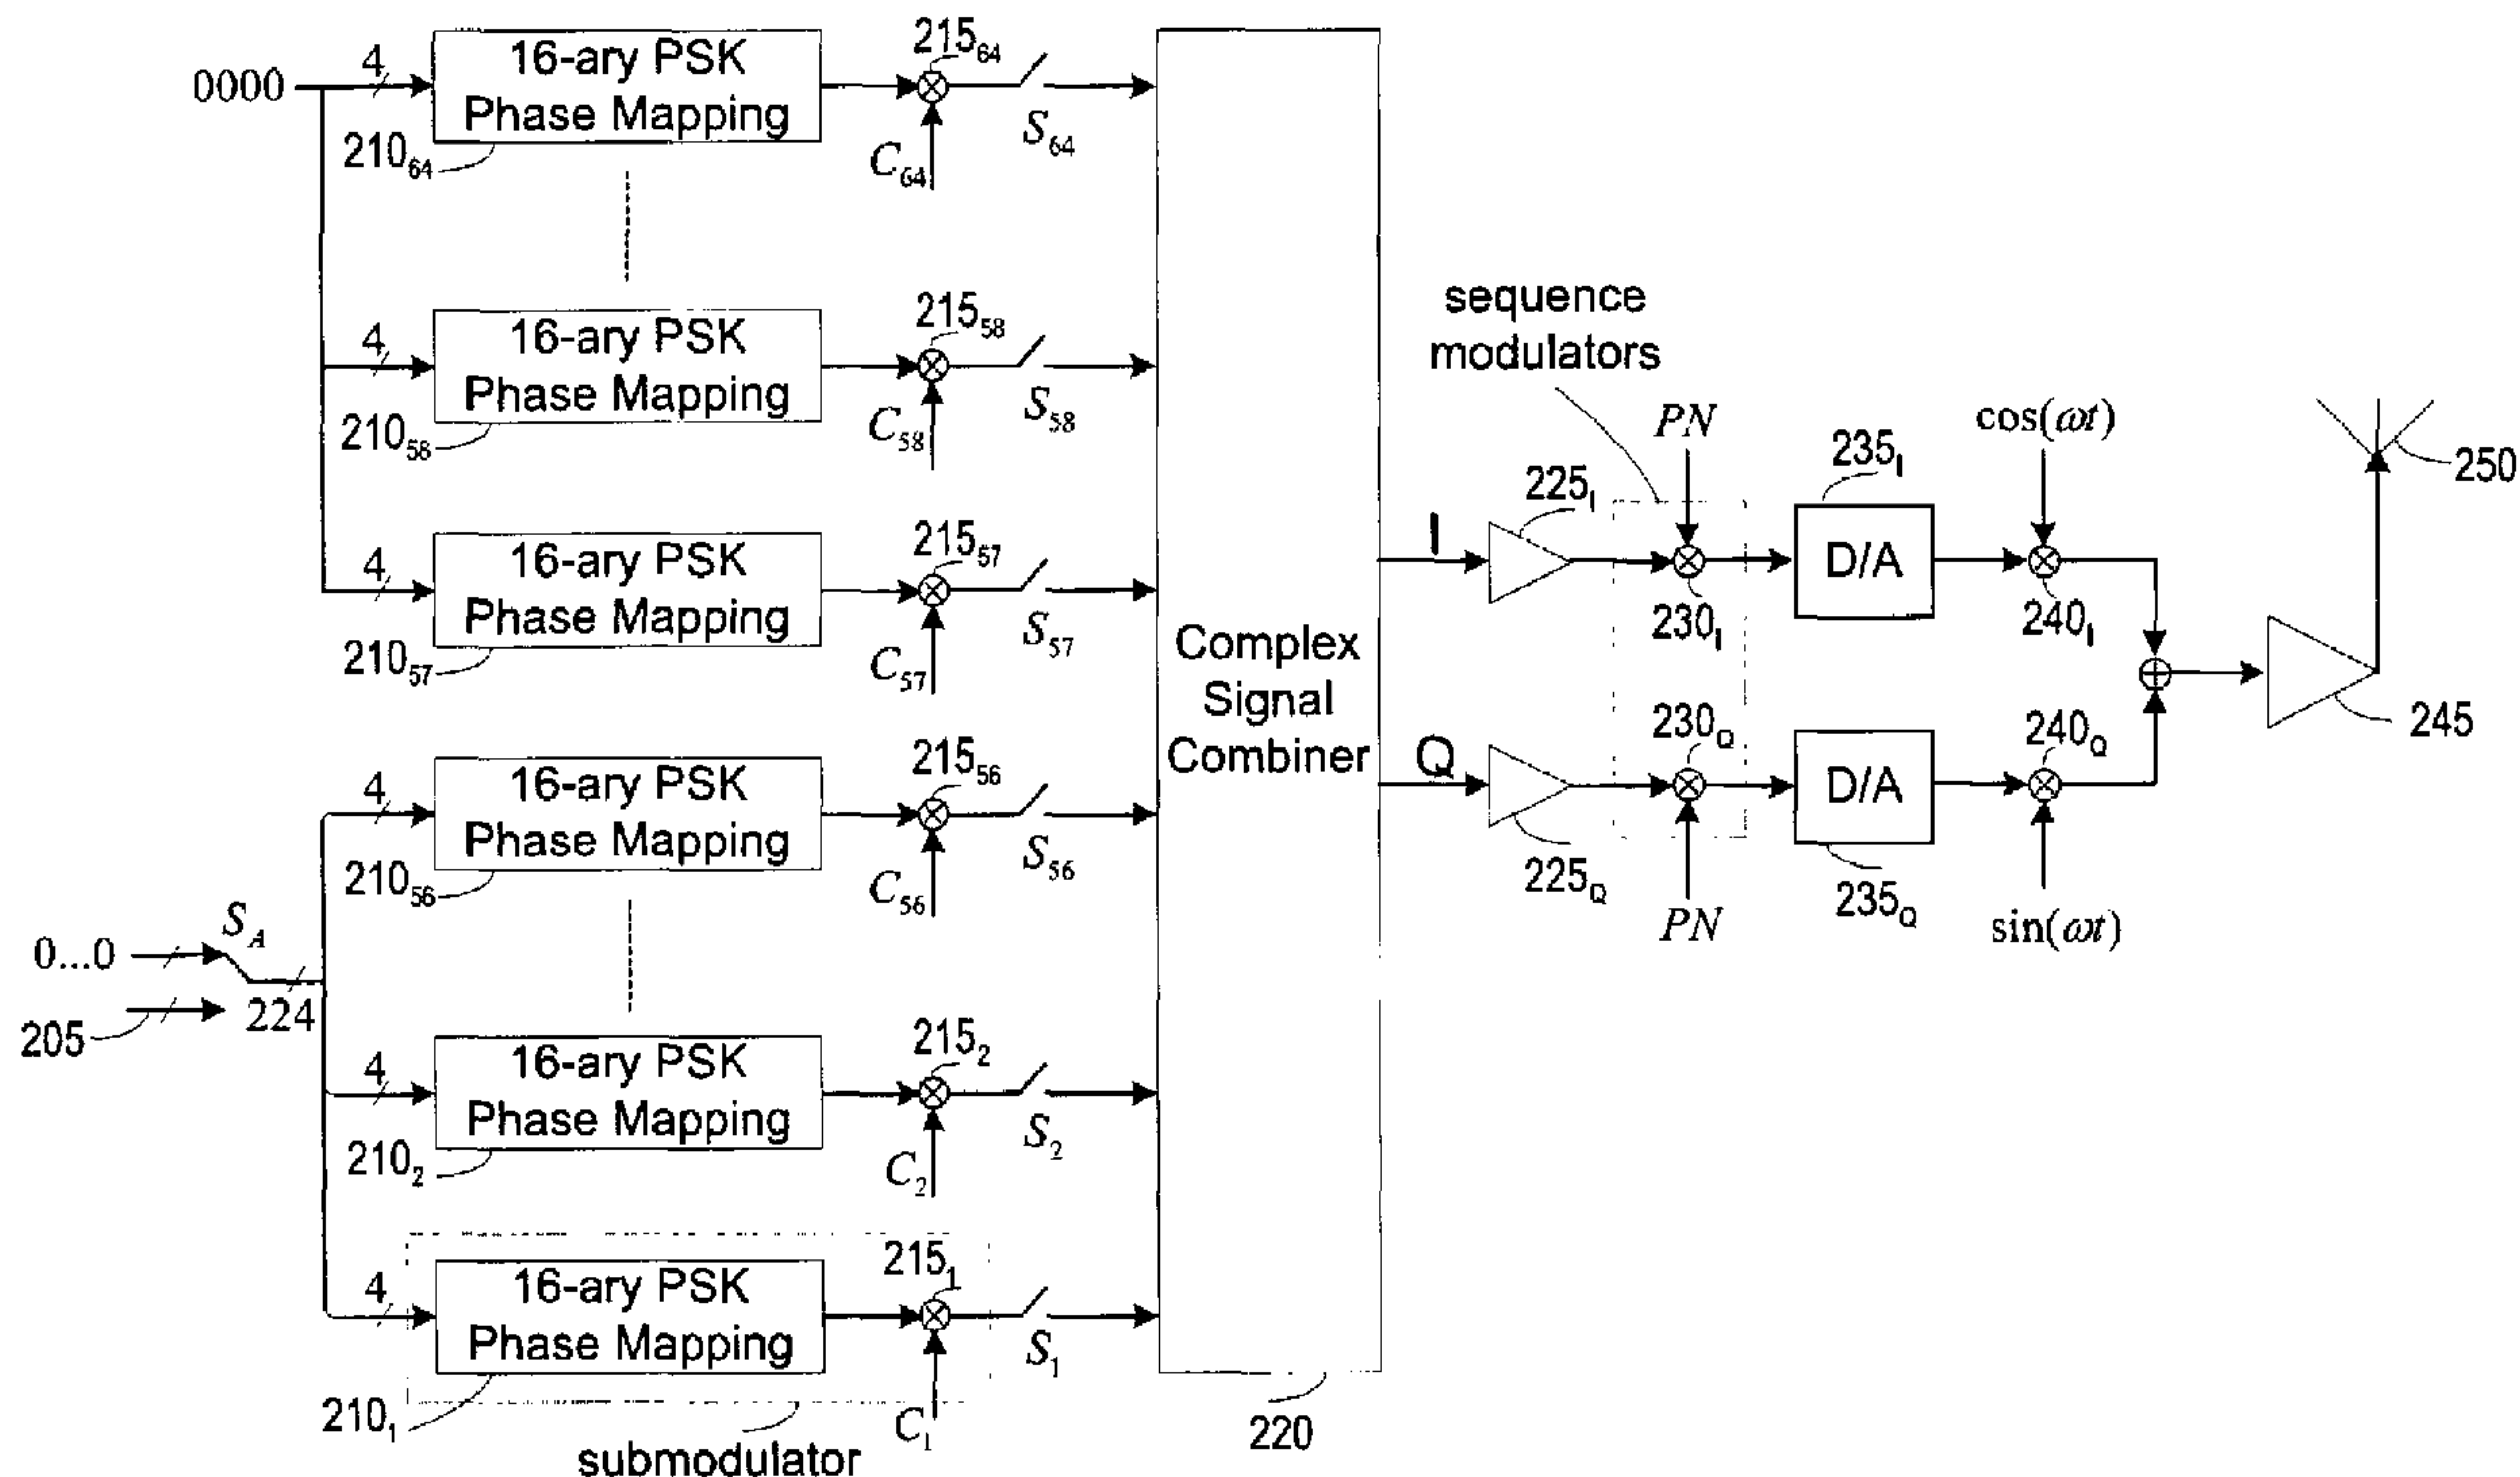 0000
4
16-ary PSK
Phase Mapping
210₆₄
215₆₄
C₆₄
S₆₄
4
16-ary PSK
Phase Mapping
210₅₈
215₅₈
C₅₈
S₅₈
4
16-ary PSK
Phase Mapping
210₅₇
215₅₇
C₅₇
S₅₇
0...0
S_A
205
224
4
16-ary PSK
Phase Mapping
210₅₆
215₅₆
C₅₆
S₅₆
4
16-ary PSK
Phase Mapping
210₂
215₂
C₂
S₂
4
16-ary PSK
Phase Mapping
210₁
215₁
C₁
S₁
submodulator
Complex
Signal
Combiner
220
I
225_I
sequence
modulators
PN
230_I
235_I
D/A
cos(ωt)
240_I
Q
225_Q
230_Q
PN
D/A
235_Q
240_Q
sin(ωt)
245
250